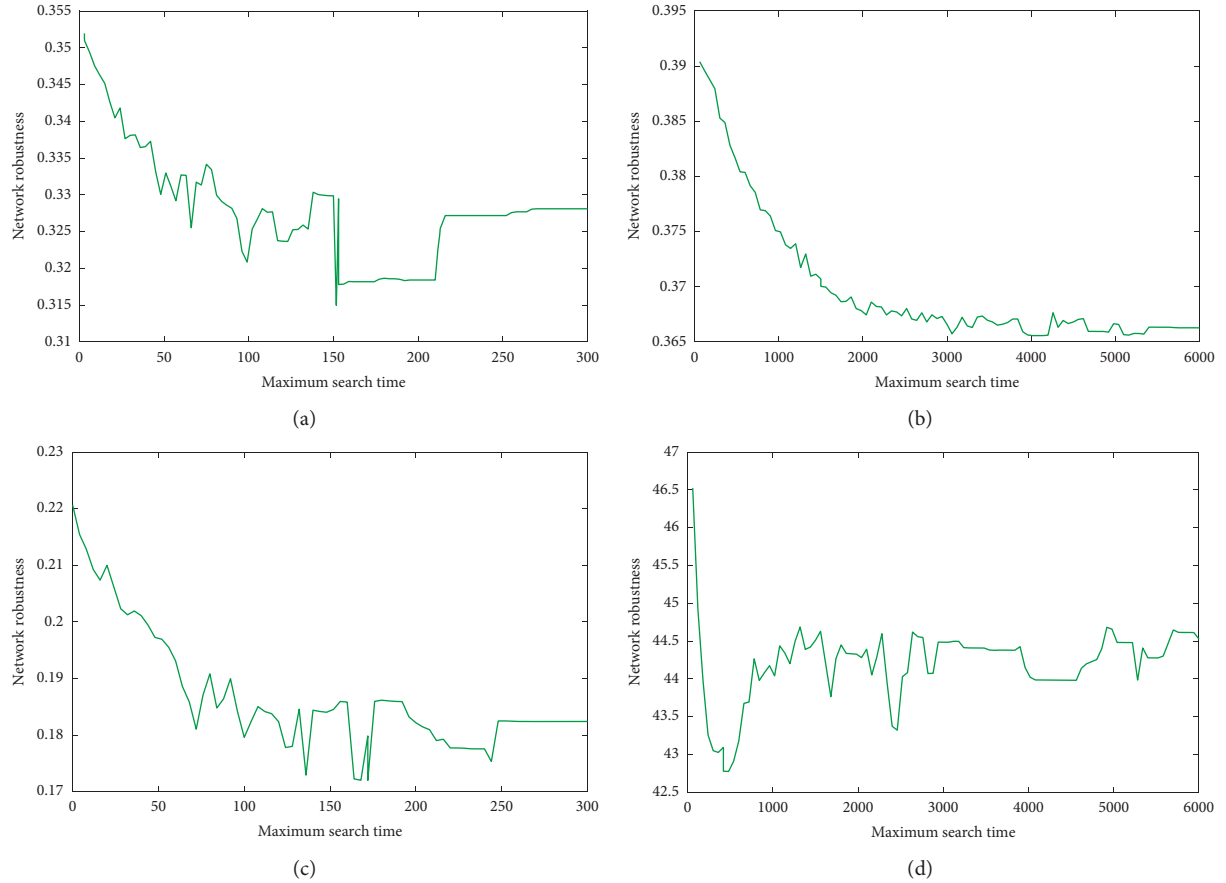 0.355
0.35
0.345
0.34
0.335
0.33
0.325
0.32
0.315
0.31
Network robustness
0 50 100 150 200 250 300
Maximum search time
(a)
0.395
0.39
0.385
0.38
0.375
0.37
0.365
Network robustness
0 1000 2000 3000 4000 5000 6000
Maximum search time
(b)
0.23
0.22
0.21
0.2
0.19
0.18
0.17
Network robustness
0 50 100 150 200 250 300
Maximum search time
(c)
47
46.5
46
45.5
45
44.5
44
43.5
43
42.5
Network robustness
0 1000 2000 3000 4000 5000 6000
Maximum search time
(d)